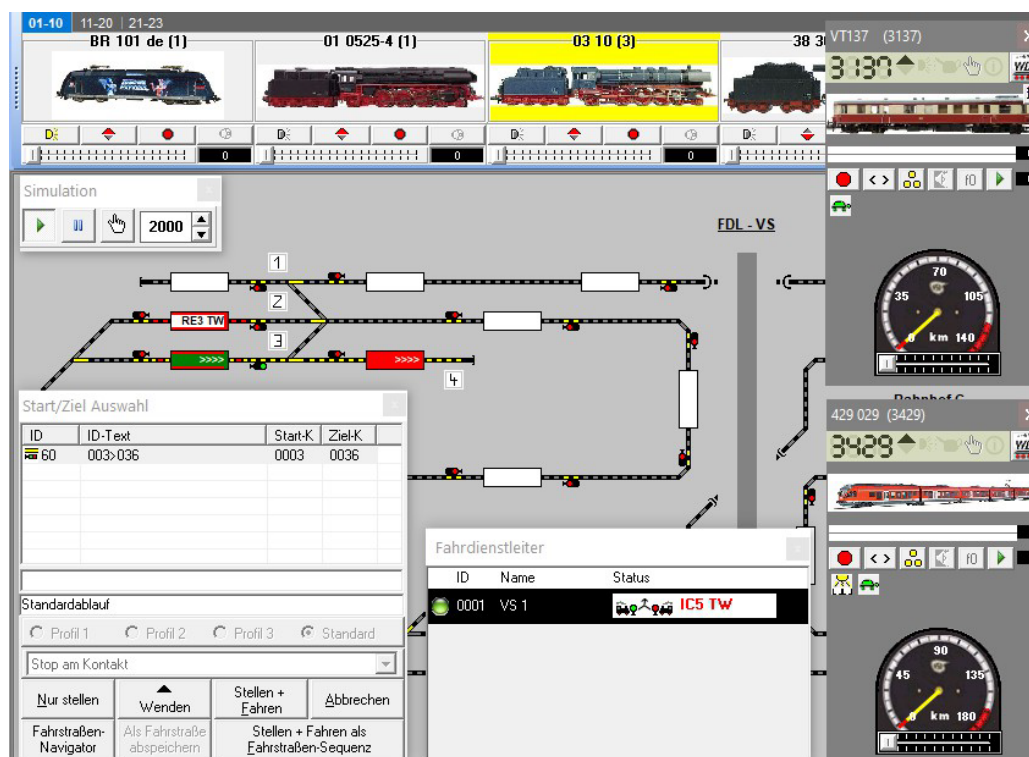 01-10 11-20 21-23
BR 101 de (1) 01 0525-4 (1) 03 10 (3) 38 3
0 0 0
VT137 (3137)
3137
f0
70
35 105
0 km 140
Simulation
2000
FDL - VS
1
2
RE3 TW
3
>>>> >>>>
4
Start/Ziel Auswahl
ID ID-Text Start-K Ziel-K
60 003>036 0003 0036
Standardablauf
Profil 1 Profil 2 Profil 3 Standard
Stop am Kontakt
Nur stellen Wenden Stellen + Fahren Abbrechen
Fahrstraßen-Navigator Als Fahrstraße abspeichern Stellen + Fahren als Fahrstraßen-Sequenz
Fahrdienstleiter
ID Name Status
0001 VS 1 IC5 TW
429 029 (3429)
3429
f0
90
45 135
0 km 180